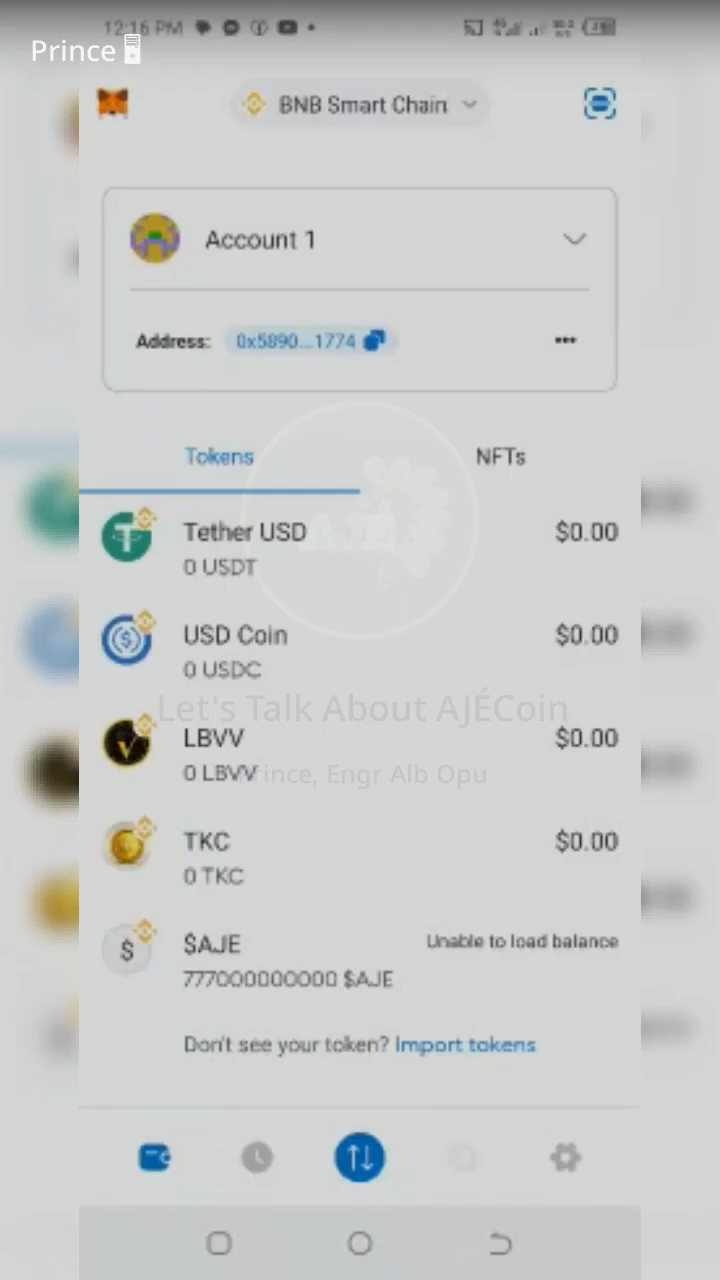 12:16 PM
Prince
BNB Smart Chain
Account 1
Address: 0x5890...1774
Tokens
NFTs
Tether USD
$0.00
0 USDT
USD Coin
$0.00
0 USDC
Let's Talk About AJÉCoin
LBVV
$0.00
0 LBVV
Prince, Engr Alb Opu
TKC
$0.00
0 TKC
$
$AJE
Unable to load balance
777000000000 $AJE
Don't see your token? Import tokens